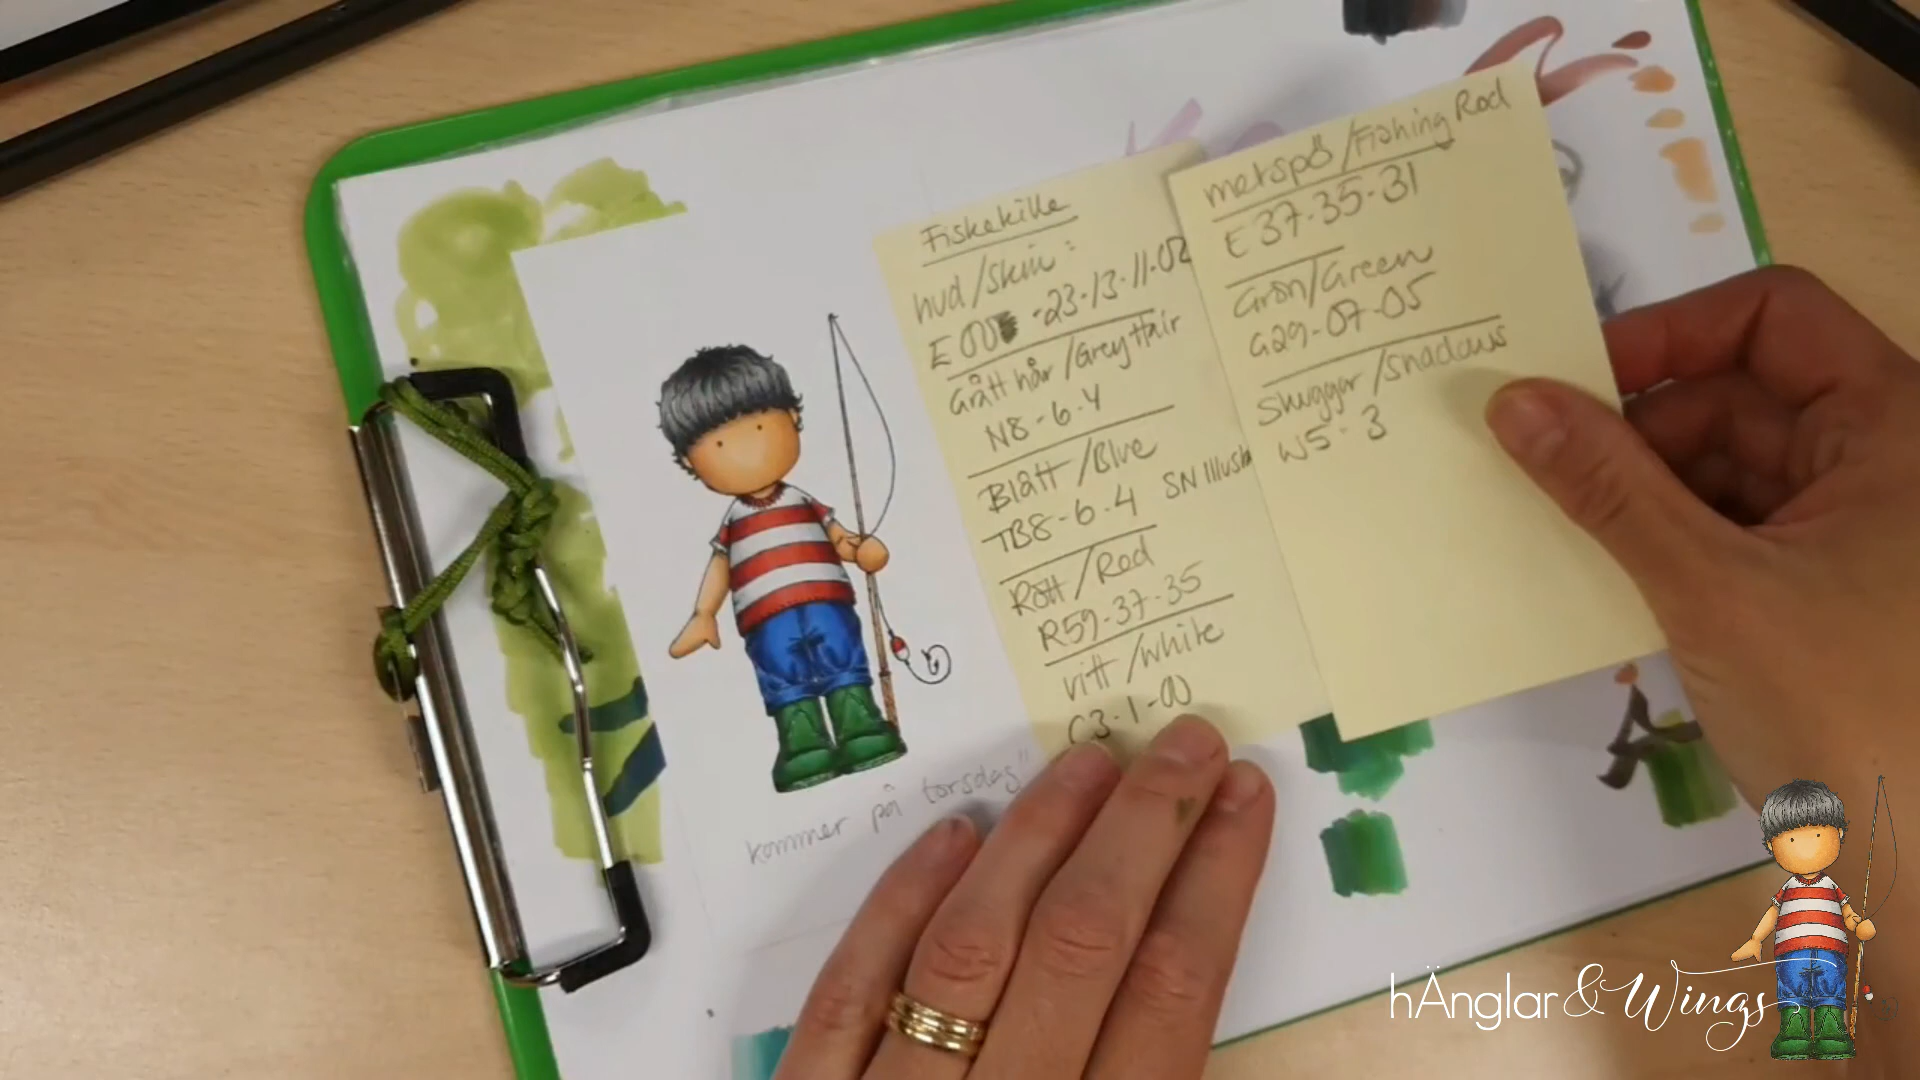 Fiskekille
hud/skin:
E00 -23-13-11-02
Grått hår/Grey Hair
N8-6-4
Blått/Blue
TB8-6-4 SN Illust
Rött/Red
R59-37-35
vitt/white
C3-1-00
metspö/Fishing Rod
E37-35-31
Grön/Green
G29-07-05
skuggor/shadows
W5-3
kommer på torsdag"
hÄnglar & Wings